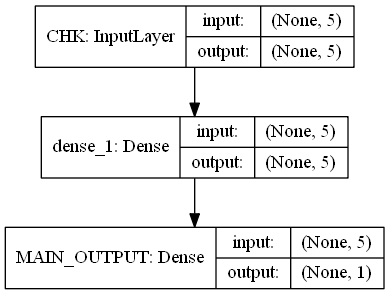 CHK: InputLayer
input: (None, 5)
output: (None, 5)
dense_1: Dense
input: (None, 5)
output: (None, 5)
MAIN_OUTPUT: Dense
input: (None, 5)
output: (None, 1)